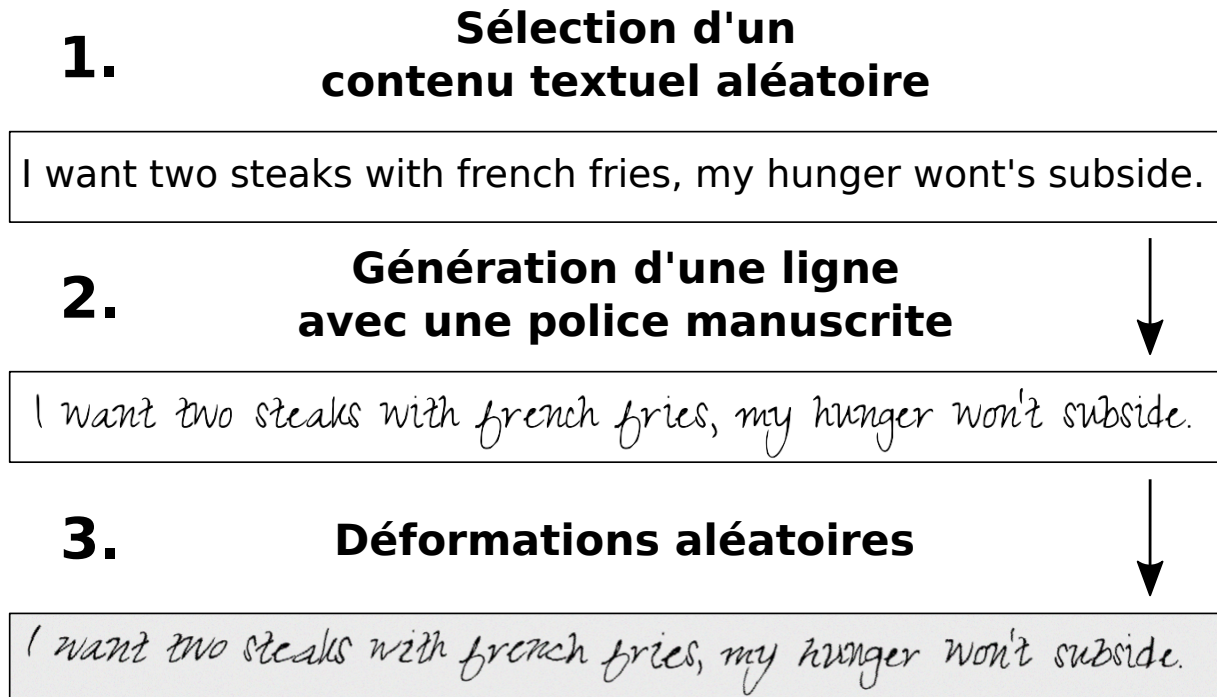 1.
Sélection d'un
contenu textuel aléatoire
I want two steaks with french fries, my hunger wont's subside.
2.
Génération d'une ligne
avec une police manuscrite
I want two steaks with french fries, my hunger won't subside.
3.
Déformations aléatoires
I want two steaks with french fries, my hunger won't subside.